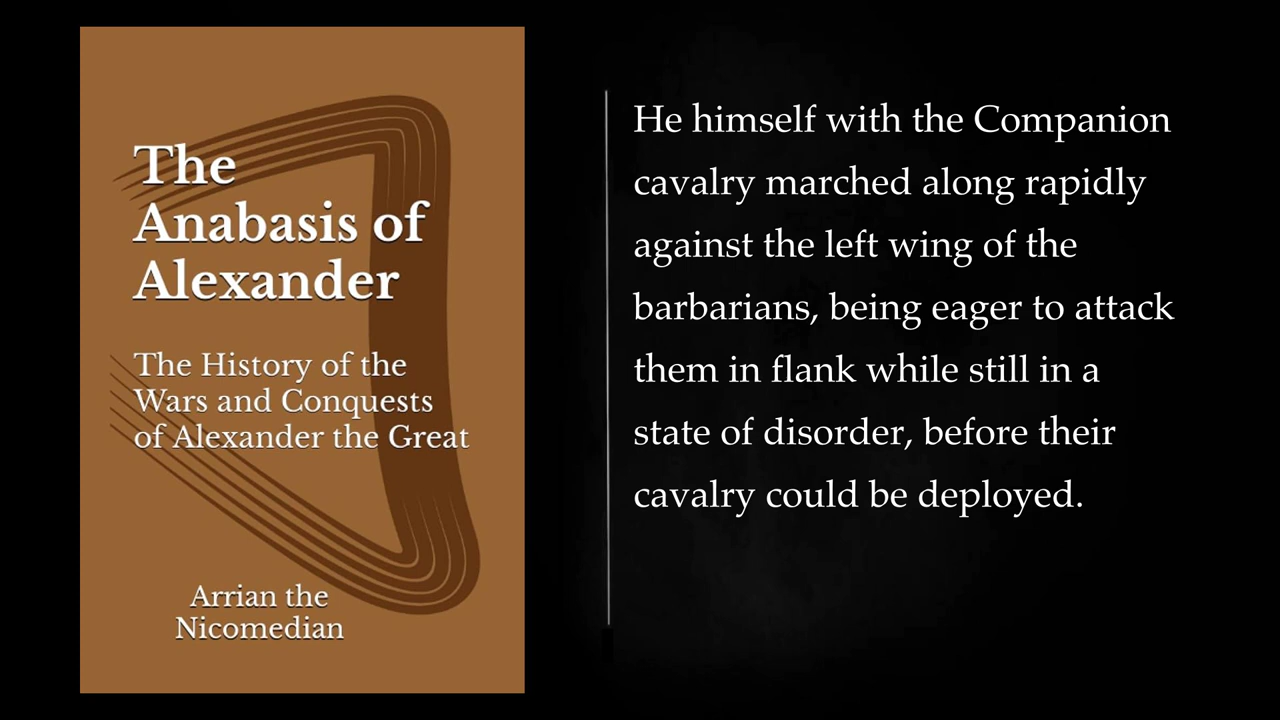 The
Anabasis of
Alexander
The History of the
Wars and Conquests
of Alexander the Great
Arrian the
Nicomedian
He himself with the Companion
cavalry marched along rapidly
against the left wing of the
barbarians, being eager to attack
them in flank while still in a
state of disorder, before their
cavalry could be deployed.